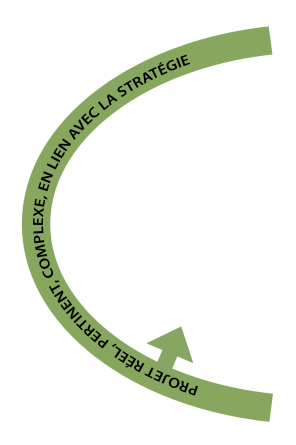 PROJET RÉEL, PERTINENT, COMPLEXE, EN LIEN AVEC LA STRATÉGIE